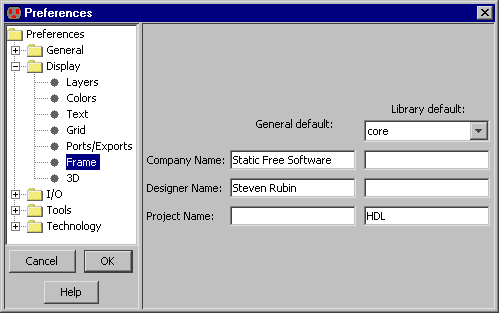 Preferences
Preferences
General
Display
Layers
Colors
Text
Grid
Ports/Exports
Frame
3D
I/O
Tools
Technology
Cancel
OK
Help
General default:
Library default:
core
Company Name:
Static Free Software
Designer Name:
Steven Rubin
Project Name:
HDL